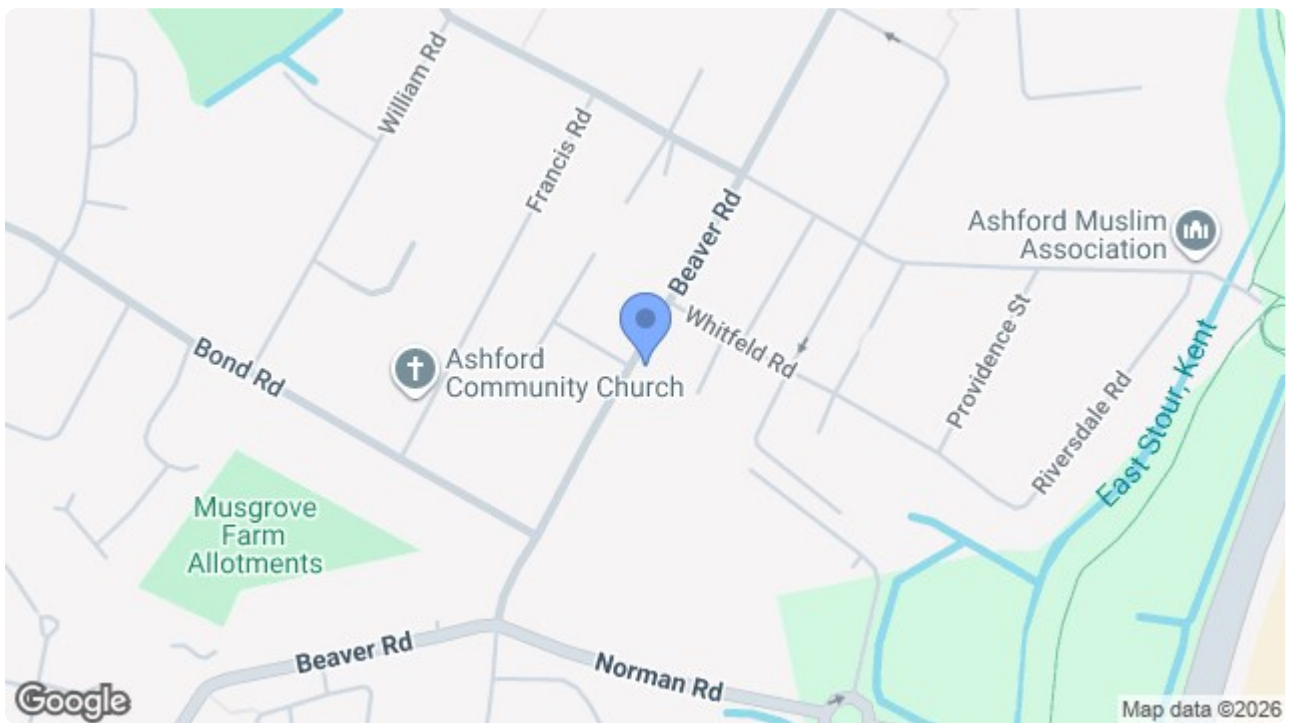 William Rd
Francis Rd
Beaver Rd
Ashford Muslim
Association
Whitfeld Rd
Providence St
Riversdale Rd
East Stour, Kent
Bond Rd
Ashford
Community Church
Musgrove
Farm
Allotments
Beaver Rd
Norman Rd
Google
Map data ©2026